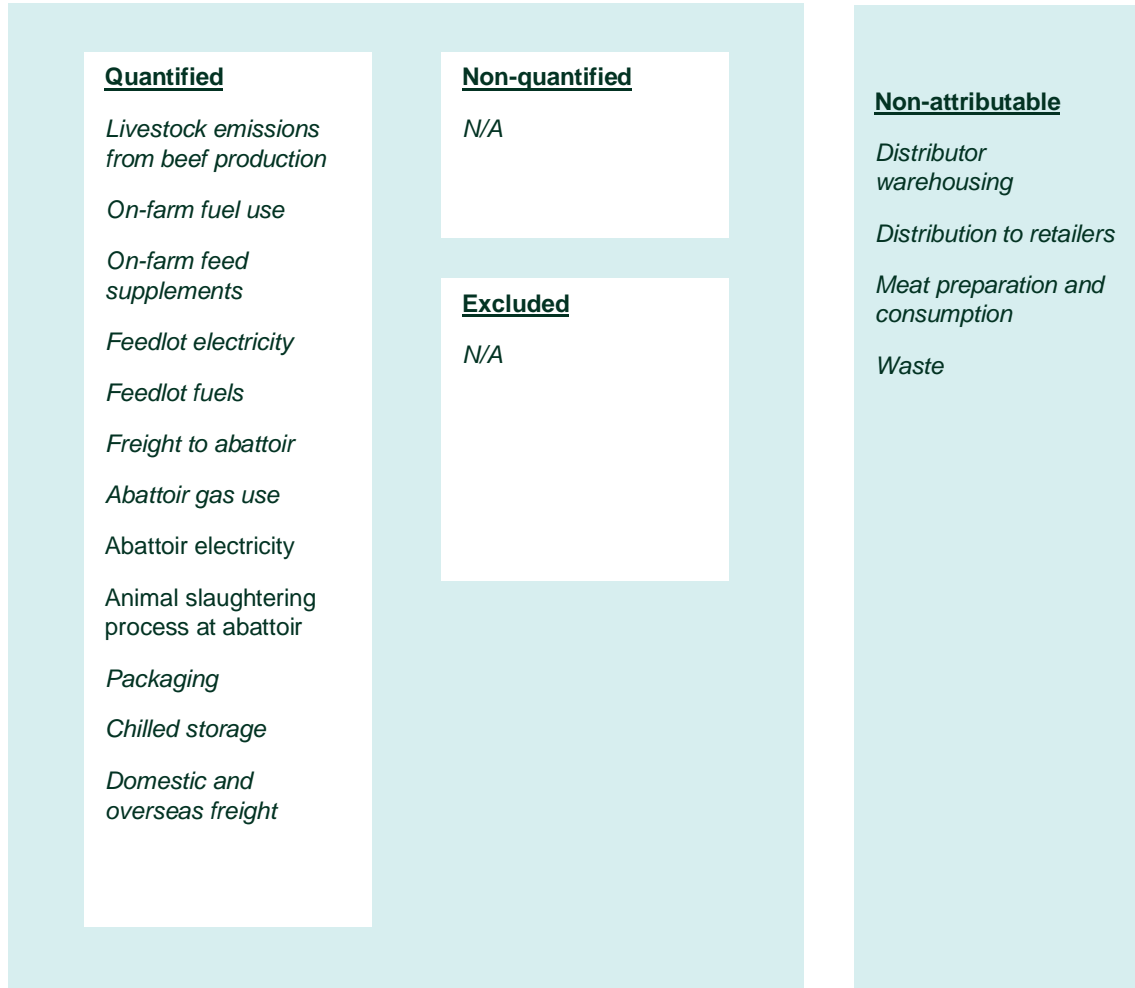 Quantified
Livestock emissions
from beef production
On-farm fuel use
On-farm feed
supplements
Feedlot electricity
Feedlot fuels
Freight to abattoir
Abattoir gas use
Abattoir electricity
Animal slaughtering
process at abattoir
Packaging
Chilled storage
Domestic and
overseas freight
Non-quantified
N/A
Excluded
N/A
Non-attributable
Distributor
warehousing
Distribution to retailers
Meat preparation and
consumption
Waste